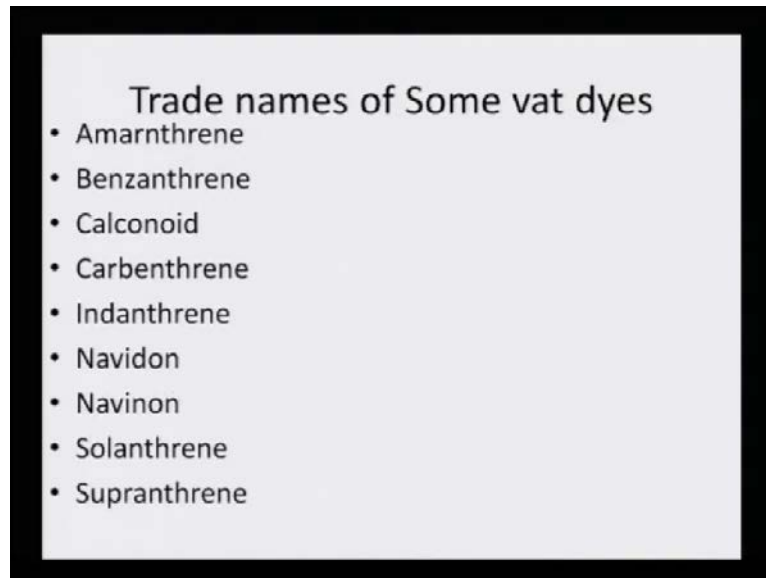 Trade names of Some vat dyes
• Amarnthrene
• Benzanthrene
• Calconoid
• Carbenthrene
• Indanthrene
• Navidon
• Navinon
• Solanthrene
• Supranthrene